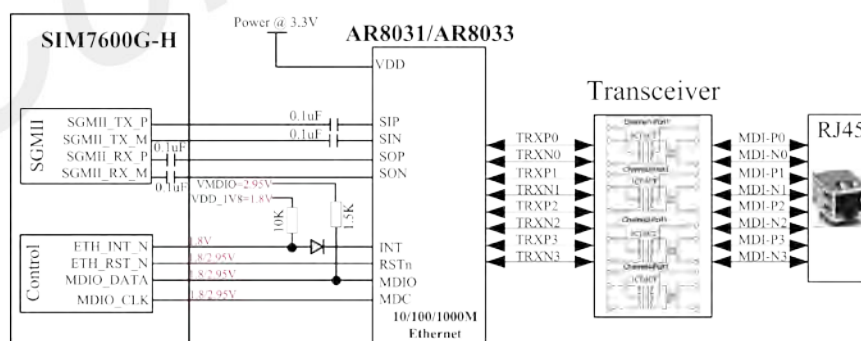 Power @ 3.3V
SIM7600G-H
AR8031/AR8033
VDD
Transceiver
SGMII
SGMII_TX_P
SGMII_TX_M
SGMII_RX_P
SGMII_RX_M
0.1uF
0.1uF
0.1uF
0.1uF
SIP
SIN
SOP
SON
VMDIO=2.95V
VDD_1V8=1.8V
10K
1.5K
Control
ETH_INT_N
ETH_RST_N
MDIO_DATA
MDIO_CLK
1.8V
1.8/2.95V
1.8/2.95V
1.8/2.95V
INT
RSTn
MDIO
MDC
10/100/1000M
Ethernet
TRXP0
TRXN0
TRXP1
TRXN1
TRXP2
TRXN2
TRXP3
TRXN3
MDI-P0
MDI-N0
MDI-P1
MDI-N1
MDI-P2
MDI-N2
MDI-P3
MDI-N3
RJ45